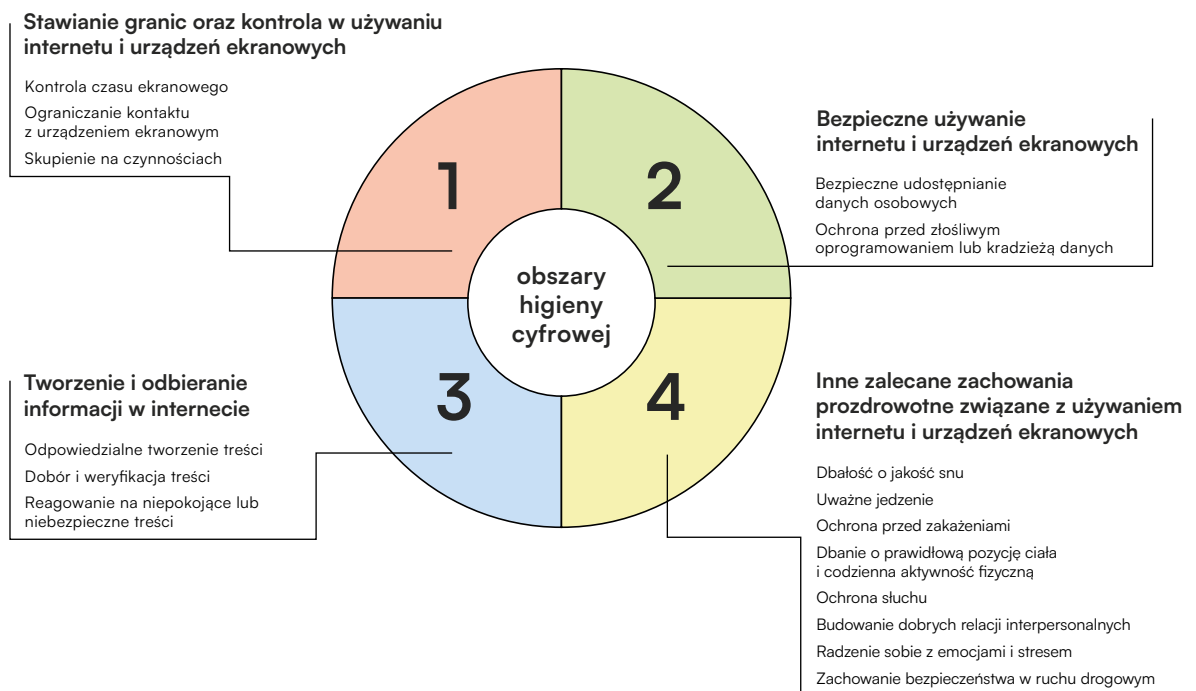 Stawianie granic oraz kontrola w używaniu
internetu i urządzeń ekranowych
Kontrola czasu ekranowego
Ograniczanie kontaktu
z urządzeniem ekranowym
Skupienie na czynnościach
1
2
Bezpieczne używanie
internetu i urządzeń ekranowych
Bezpieczne udostępnianie
danych osobowych
Ochrona przed złośliwym
oprogramowaniem lub kradzieżą danych
obszary
higieny
cyfrowej
Tworzenie i odbieranie
informacji w internecie
Odpowiedzialne tworzenie treści
Dobór i weryfikacja treści
Reagowanie na niepokojące lub
niebezpieczne treści
3
4
Inne zalecane zachowania
prozdrowotne związane z używaniem
internetu i urządzeń ekranowych
Dbałość o jakość snu
Uważne jedzenie
Ochrona przed zakażeniami
Dbanie o prawidłową pozycję ciała
i codzienna aktywność fizyczną
Ochrona słuchu
Budowanie dobrych relacji interpersonalnych
Radzenie sobie z emocjami i stresem
Zachowanie bezpieczeństwa w ruchu drogowym